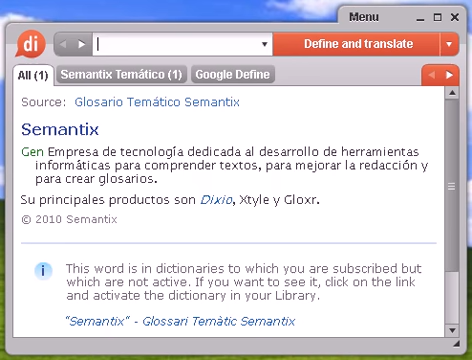 Menu
di
Define and translate
All (1) Semantix Temático (1) Google Define
Source: Glosario Temático Semantix
Semantix
Gen Empresa de tecnología dedicada al desarrollo de herramientas
informáticas para comprender textos, para mejorar la redacción y
para crear glosarios.
Su principales productos son Dixio, Xtyle y Gloxr.
© 2010 Semantix
i
This word is in dictionaries to which you are subscribed but
which are not active. If you want to see it, click on the link
and activate the dictionary in your Library.
"Semantix" - Glossari Temàtic Semantix